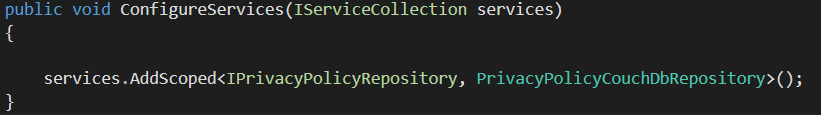 public void ConfigureServices(IServiceCollection services)
{
services.AddScoped<IPrivacyPolicyRepository, PrivacyPolicyCouchDbRepository>();
}